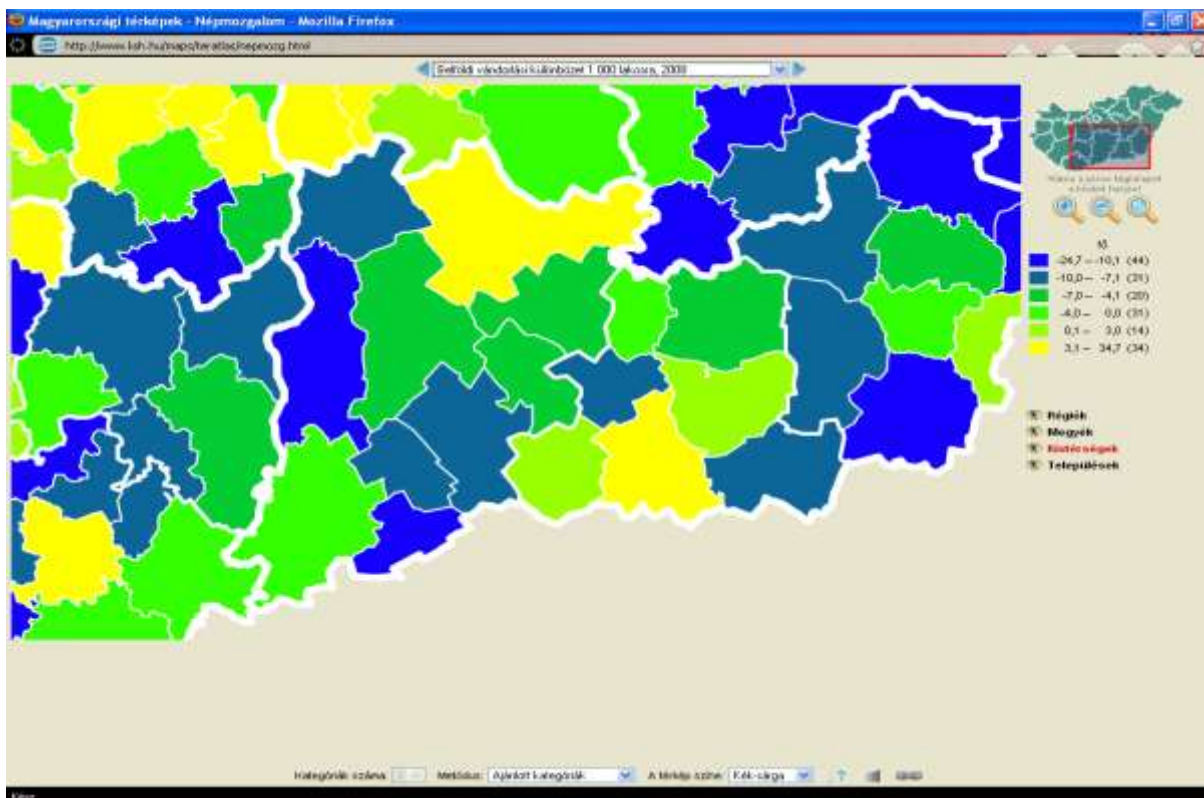 Magyarországi térképek - Népmozgalom - Mozilla Firefox
http://www.ksh.hu/maps/teratlas/nepmozg.html
Belföldi vándorlási különbözet 1 000 lakosra, 2008
fő
-24,7 – -10,1 (44)
-10,0 – -7,1 (31)
-7,0 – -4,1 (20)
-4,0 – 0,0 (31)
0,1 – 3,0 (14)
3,1 – 34,7 (34)
Régiók
Megyék
Kistérségek
Települések
Kategóriák száma: Metódus: Ajánlott kategóriák A térkép színe: Kék-sárga ?
Kész